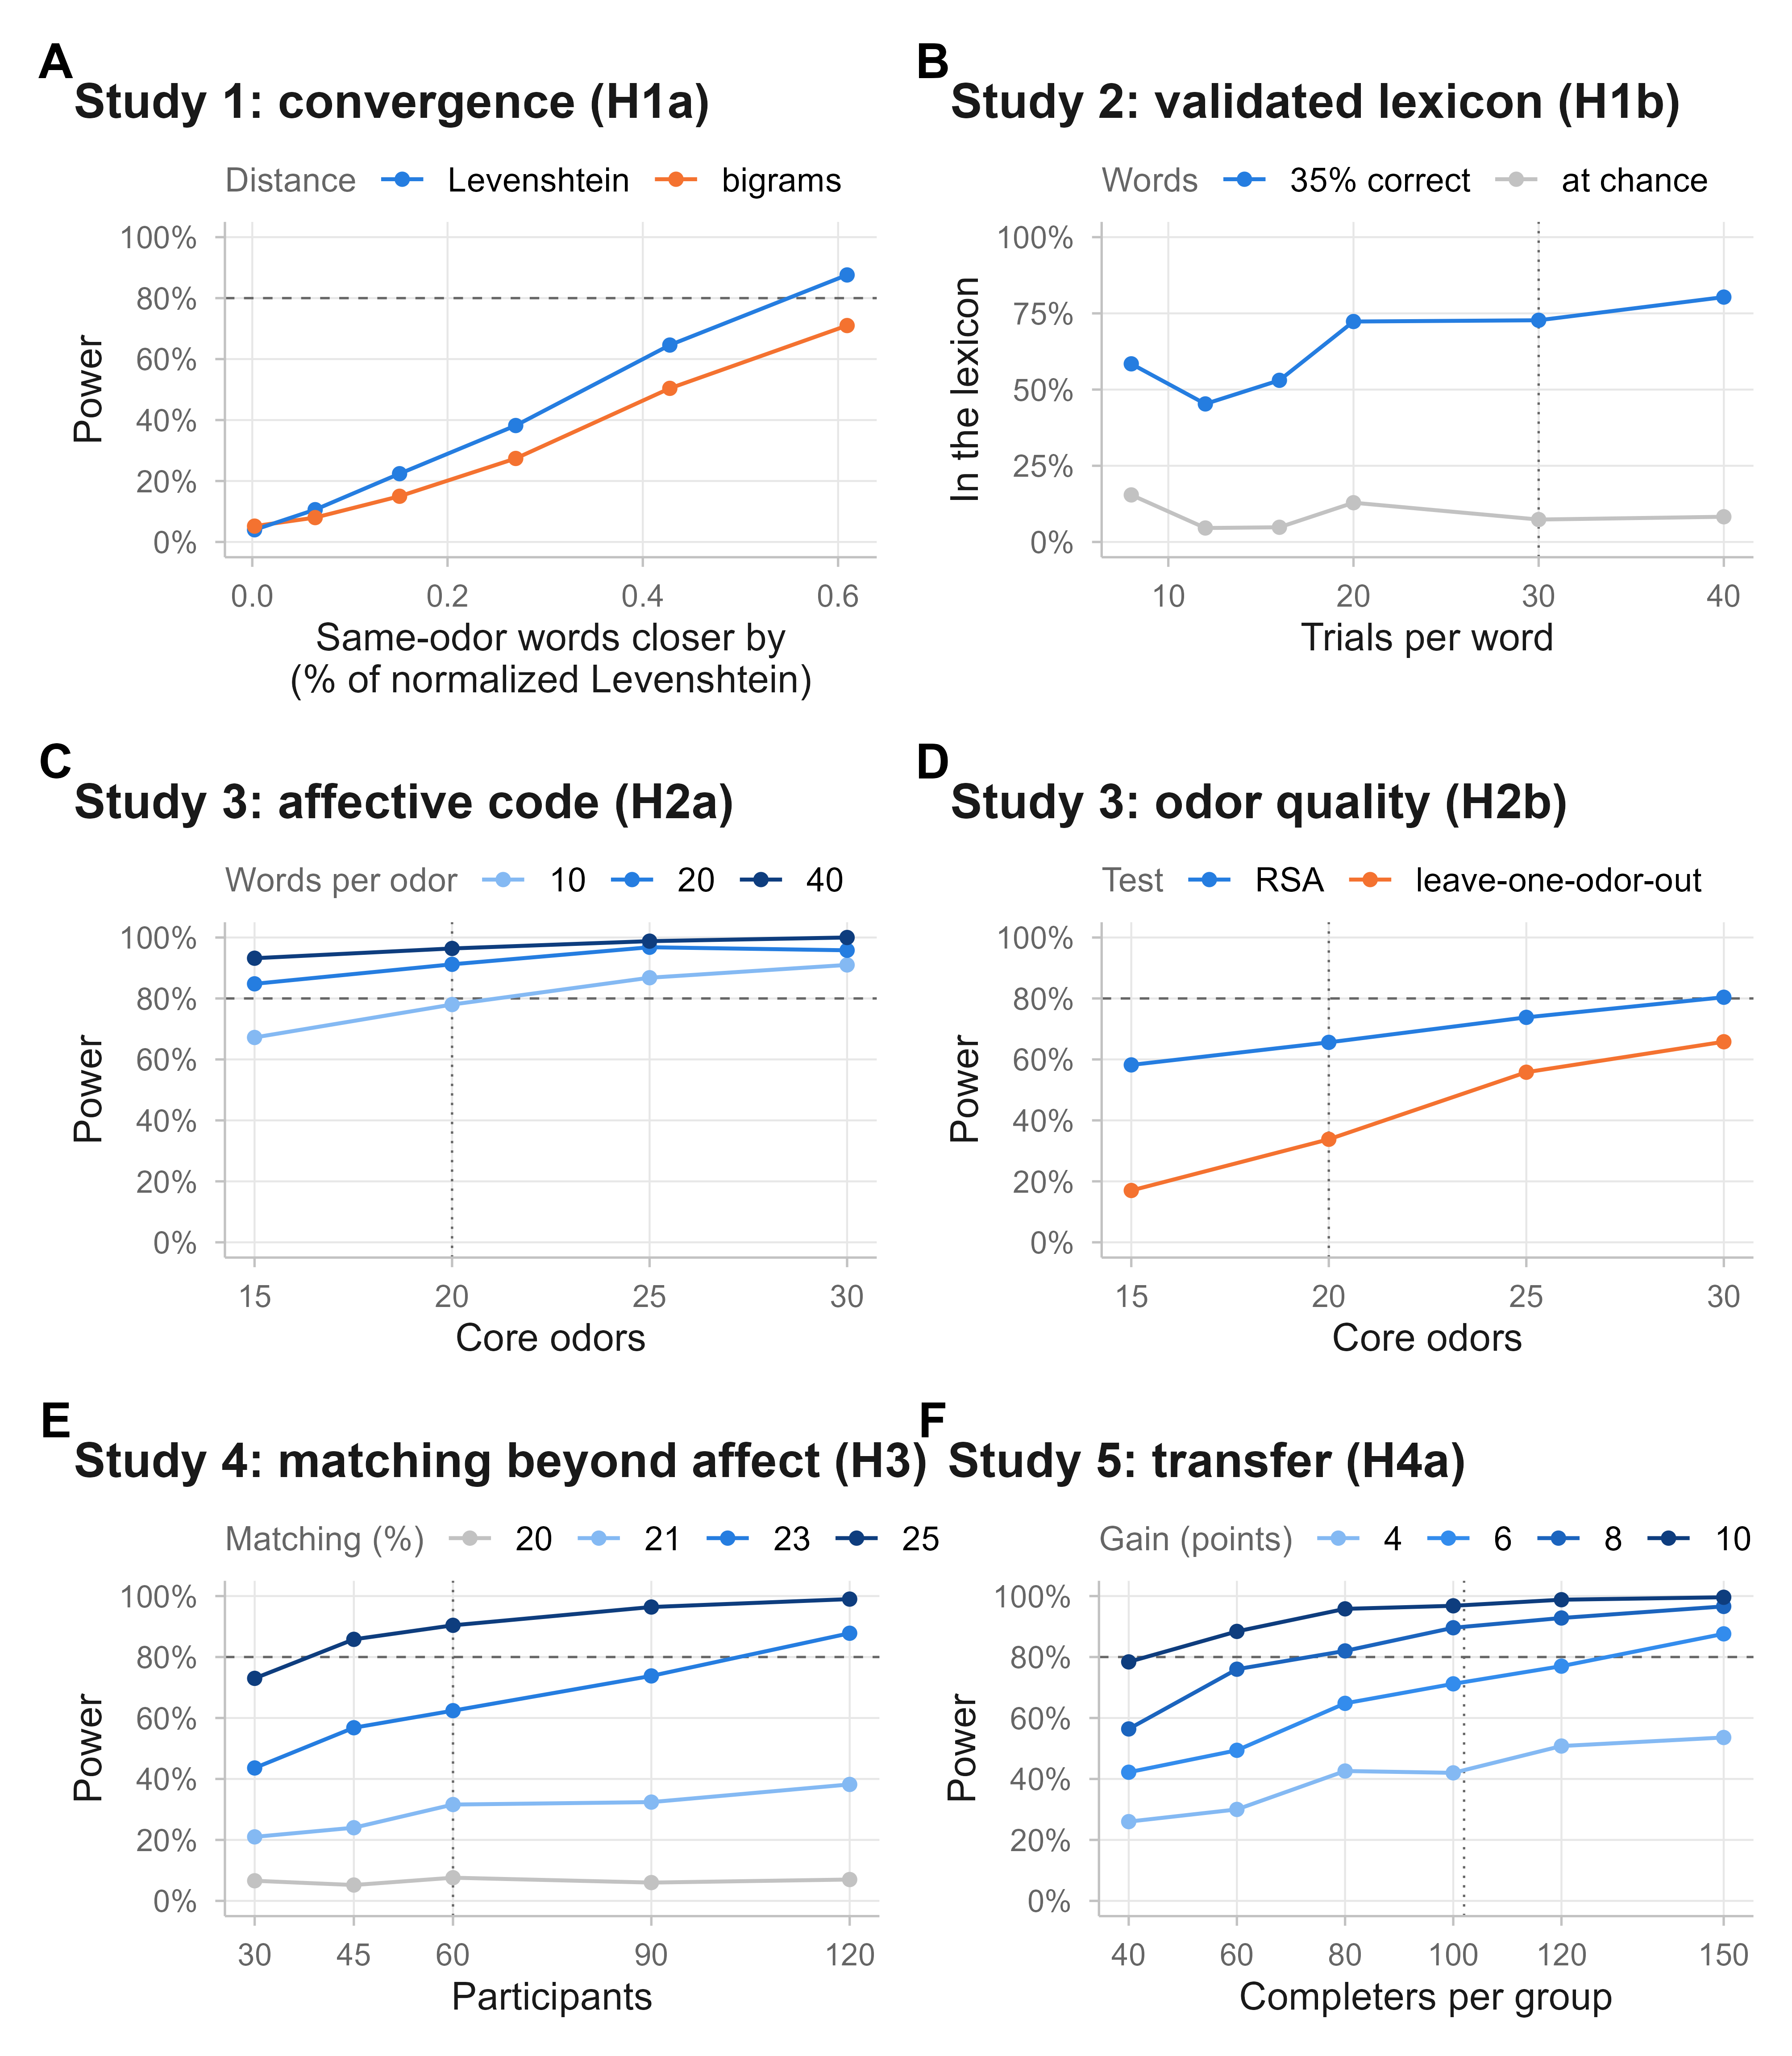 A
Study 1: convergence (H1a)
Distance Levenshtein bigrams
100%
80%
60%
40%
20%
0%
Power
0.0 0.2 0.4 0.6
Same-odor words closer by
(% of normalized Levenshtein)
B
Study 2: validated lexicon (H1b)
Words 35% correct at chance
100%
75%
50%
25%
0%
In the lexicon
10 20 30 40
Trials per word
C
Study 3: affective code (H2a)
Words per odor 10 20 40
100%
80%
60%
40%
20%
0%
Power
15 20 25 30
Core odors
D
Study 3: odor quality (H2b)
Test RSA leave-one-odor-out
100%
80%
60%
40%
20%
0%
Power
15 20 25 30
Core odors
E
Study 4: matching beyond affect (H3)
Matching (%) 20 21 23 25
100%
80%
60%
40%
20%
0%
Power
30 45 60 90 120
Participants
F
Study 5: transfer (H4a)
Gain (points) 4 6 8 10
100%
80%
60%
40%
20%
0%
Power
40 60 80 100 120 150
Completers per group